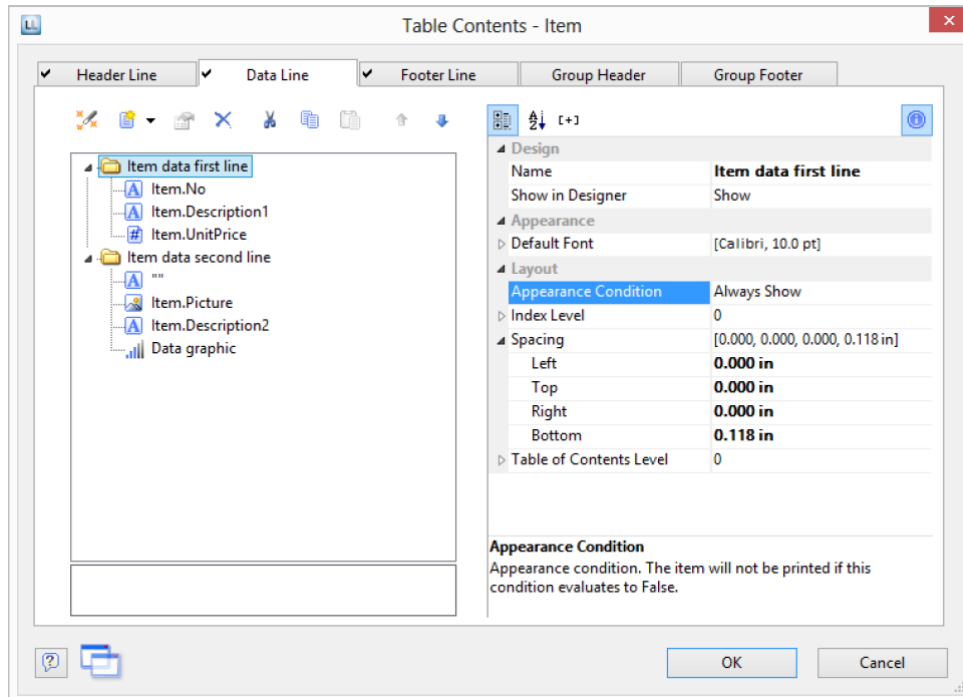 LL Table Contents - Item
Header Line Data Line Footer Line Group Header Group Footer
Item data first line
Item.No
Item.Description1
Item.UnitPrice
Item data second line
""
Item.Picture
Item.Description2
Data graphic
A Z [+]
Design
Name Item data first line
Show in Designer Show
Appearance
Default Font [Calibri, 10.0 pt]
Layout
Appearance Condition Always Show
Index Level 0
Spacing [0.000, 0.000, 0.000, 0.118 in]
Left 0.000 in
Top 0.000 in
Right 0.000 in
Bottom 0.118 in
Table of Contents Level 0
Appearance Condition
Appearance condition. The item will not be printed if this
condition evaluates to False.
OK Cancel